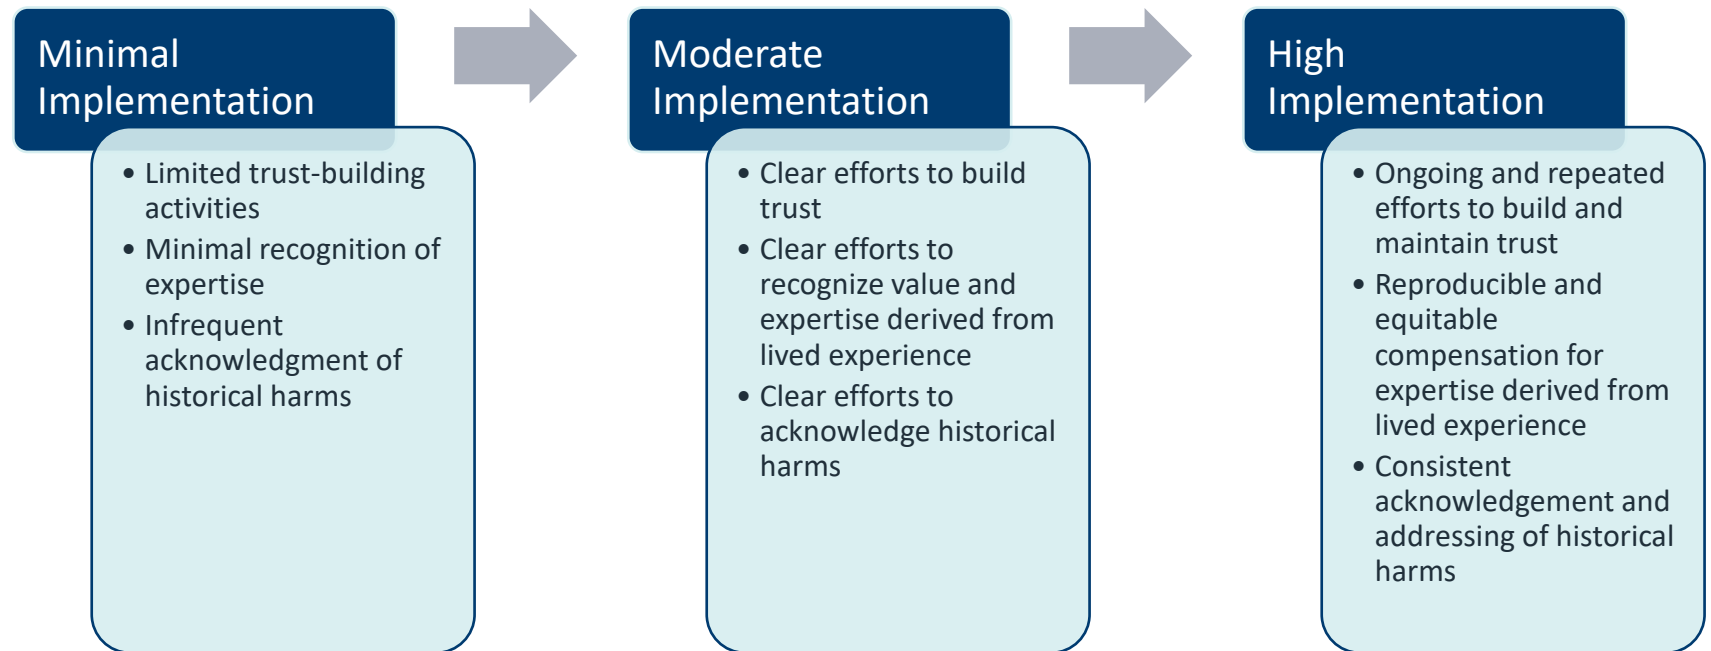 Minimal
Implementation
• Limited trust-building
activities
• Minimal recognition of
expertise
• Infrequent
acknowledgment of
historical harms
Moderate
Implementation
• Clear efforts to build
trust
• Clear efforts to
recognize value and
expertise derived from
lived experience
• Clear efforts to
acknowledge historical
harms
High
Implementation
• Ongoing and repeated
efforts to build and
maintain trust
• Reproducible and
equitable
compensation for
expertise derived from
lived experience
• Consistent
acknowledgement and
addressing of historical
harms